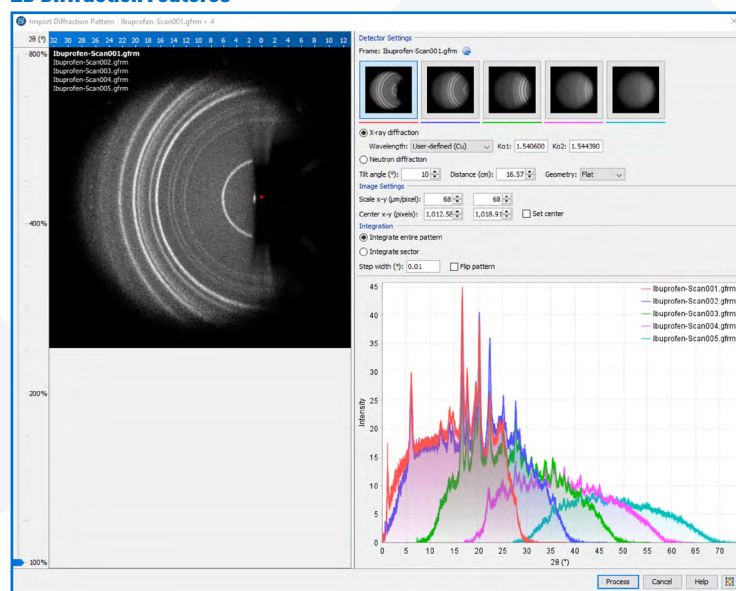 2D Diffraction Features
Import Diffraction Pattern - Ibuprofen-Scan001.gfrm + 4
2θ (°) 32 30 28 26 24 22 20 18 16 14 12 10 8 6 4 2 0 2 4 6 8 10 12
800%
400%
200%
100%
Ibuprofen-Scan001.gfrm
Ibuprofen-Scan002.gfrm
Ibuprofen-Scan003.gfrm
Ibuprofen-Scan004.gfrm
Ibuprofen-Scan005.gfrm
Detector Settings
Frame: Ibuprofen-Scan001.gfrm
X-ray diffraction
Wavelength: User-defined (Cu) Kα1: 1.540600 Kα2: 1.544390
Neutron diffraction
Tilt angle (°): 10 Distance (cm): 16.57 Geometry: Flat
Image Settings
Scale x-y (µm/pixel): 68 68
Center x-y (pixels): 1,012.58 1,018.91 Set center
Integration
Integrate entire pattern
Integrate sector
Step width (°): 0.01 Flip pattern
Ibuprofen-Scan001.gfrm
Ibuprofen-Scan002.gfrm
Ibuprofen-Scan003.gfrm
Ibuprofen-Scan004.gfrm
Ibuprofen-Scan005.gfrm
Intensity
45
40
35
30
25
20
15
10
5
0
0 5 10 15 20 25 30 35 40 45 50 55 60 65 70
2θ (°)
Process Cancel Help